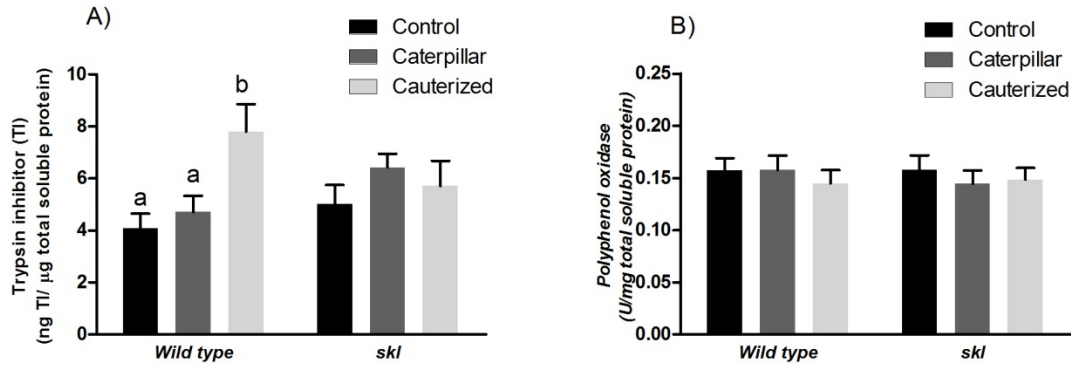 A)
Control
Caterpillar
Cauterized
Trypsin inhibitor (TI)
(ng TI/ μg total soluble protein)
10
8
6
4
2
0
a
a
b
Wild type
skl
B)
Control
Caterpillar
Cauterized
Polyphenol oxidase
(U/mg total soluble protein)
0.25
0.20
0.15
0.10
0.05
0.00
Wild type
skl